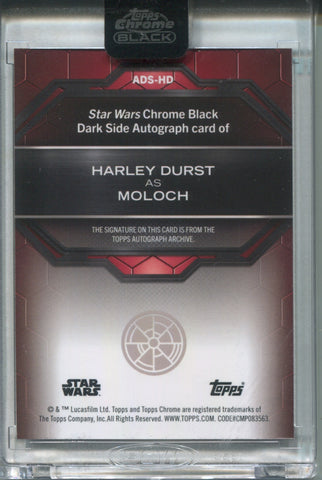 Topps
Chrome
BLACK
ADS-HD
Star Wars Chrome Black
Dark Side Autograph card of
HARLEY DURST
AS
MOLOCH
THE SIGNATURE ON THIS CARD IS FROM THE
TOPPS AUTOGRAPH ARCHIVE.
STAR WARS
Topps
© & ™ Lucasfilm Ltd. Topps and Topps Chrome are registered trademarks of
The Topps Company, Inc. All Rights Reserved. WWW.TOPPS.COM. CODE#CMP083563.